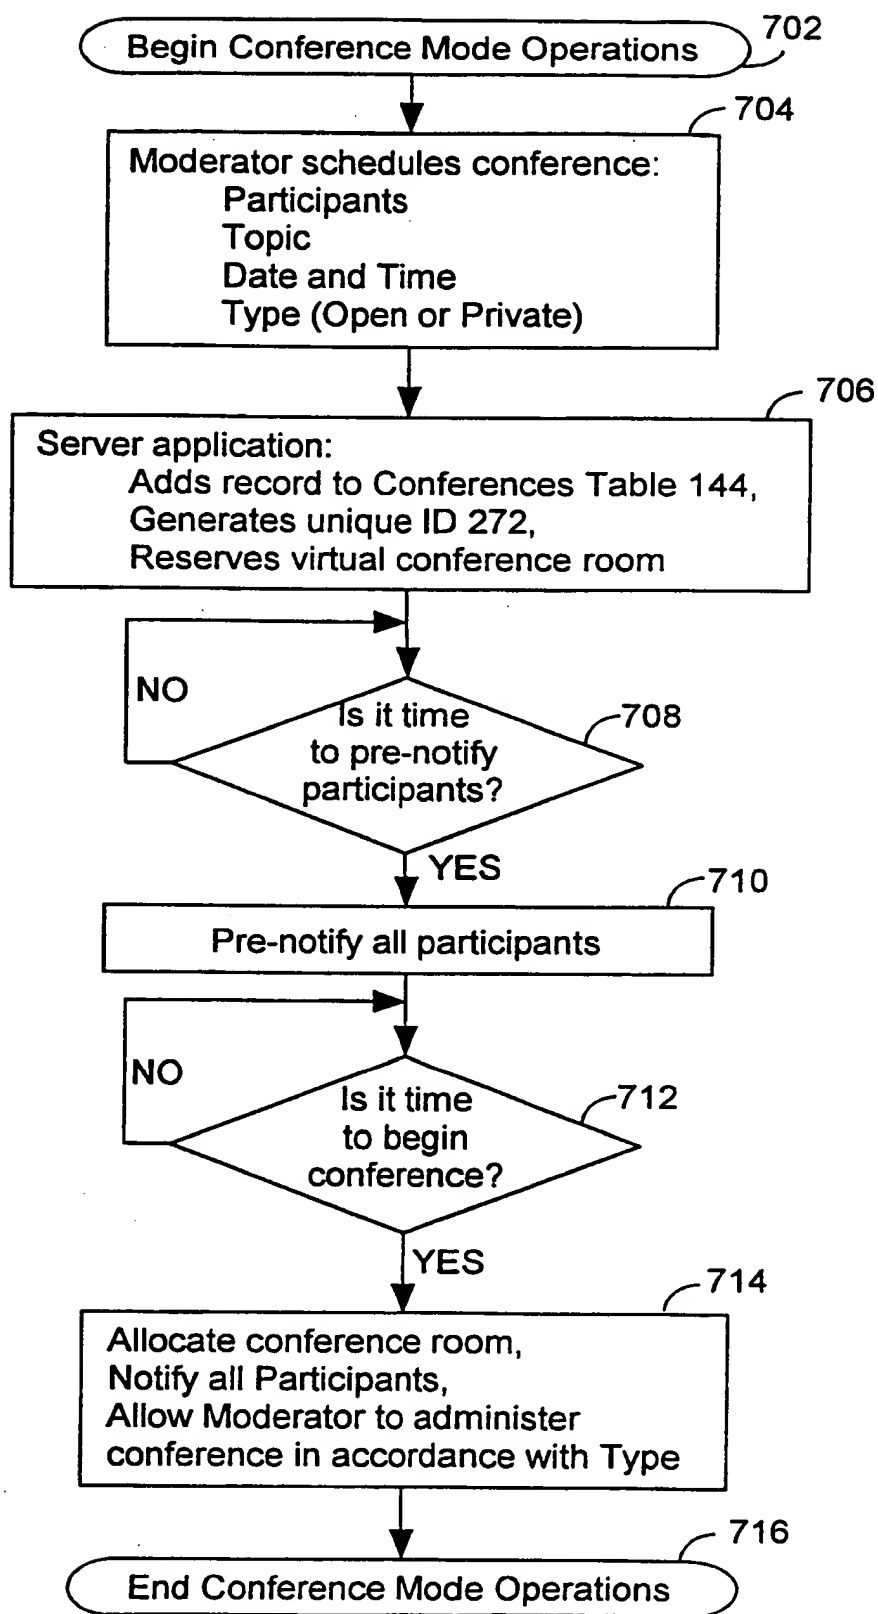 Begin Conference Mode Operations
702
704
Moderator schedules conference:
Participants
Topic
Date and Time
Type (Open or Private)
706
Server application:
Adds record to Conferences Table 144,
Generates unique ID 272,
Reserves virtual conference room
NO
Is it time
to pre-notify
participants?
708
YES
710
Pre-notify all participants
NO
Is it time
to begin
conference?
712
YES
714
Allocate conference room,
Notify all Participants,
Allow Moderator to administer
conference in accordance with Type
716
End Conference Mode Operations